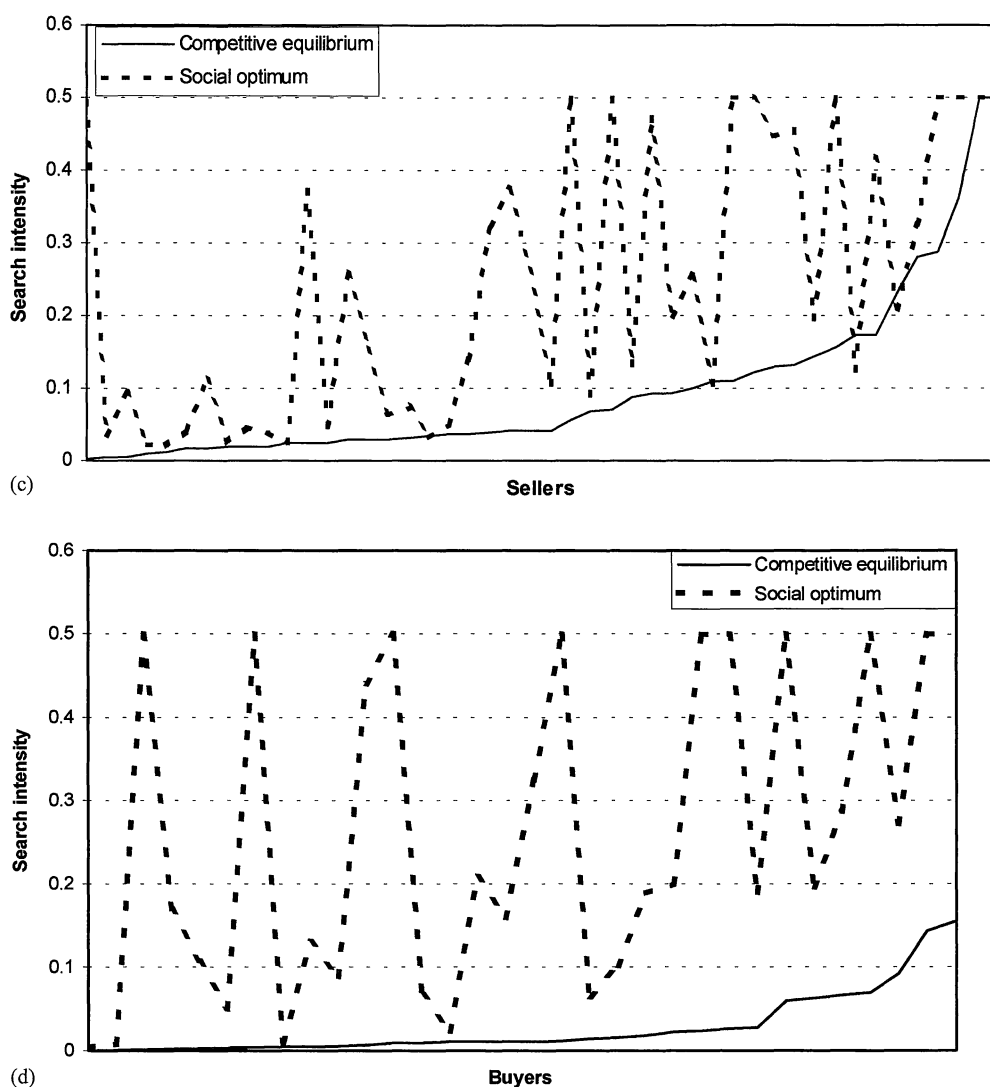 0.6
Competitive equilibrium
Social optimum
0.5
0.4
0.3
0.2
0.1
0
Search intensity
(c)
Sellers
0.6
Competitive equilibrium
Social optimum
0.5
0.4
0.3
0.2
0.1
0
Search intensity
(d)
Buyers